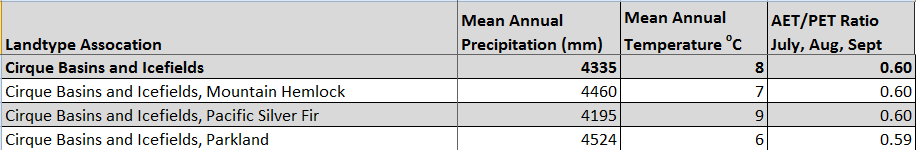 Landtype Assocation Mean Annual Precipitation (mm) Mean Annual Temperature ºC AET/PET Ratio July, Aug, Sept
Cirque Basins and Icefields 4335 8 0.60
Cirque Basins and Icefields, Mountain Hemlock 4460 7 0.60
Cirque Basins and Icefields, Pacific Silver Fir 4195 9 0.60
Cirque Basins and Icefields, Parkland 4524 6 0.59